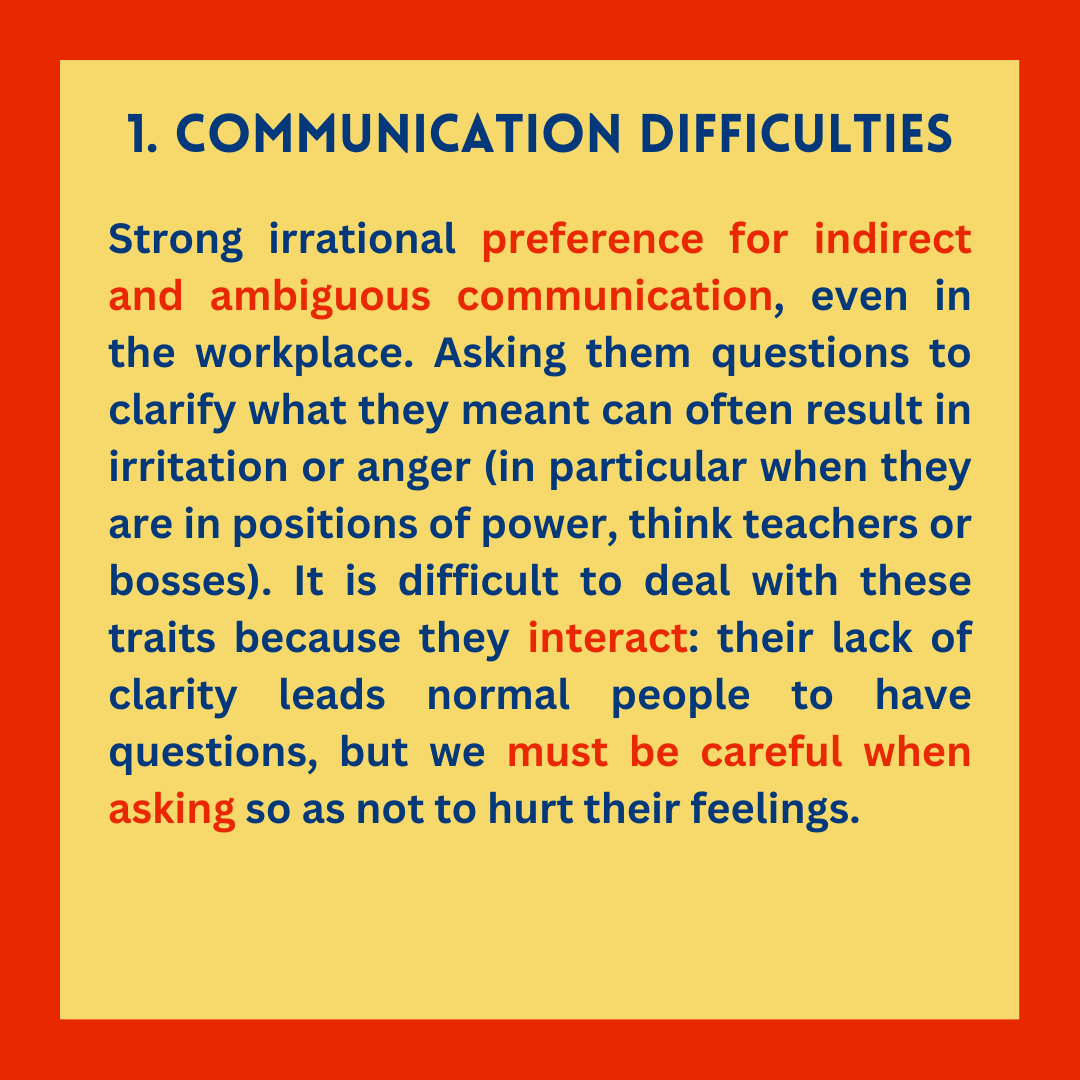 1. COMMUNICATION DIFFICULTIES
Strong irrational preference for indirect
and ambiguous communication, even in
the workplace. Asking them questions to
clarify what they meant can often result in
irritation or anger (in particular when they
are in positions of power, think teachers or
bosses). It is difficult to deal with these
traits because they interact: their lack of
clarity leads normal people to have
questions, but we must be careful when
asking so as not to hurt their feelings.